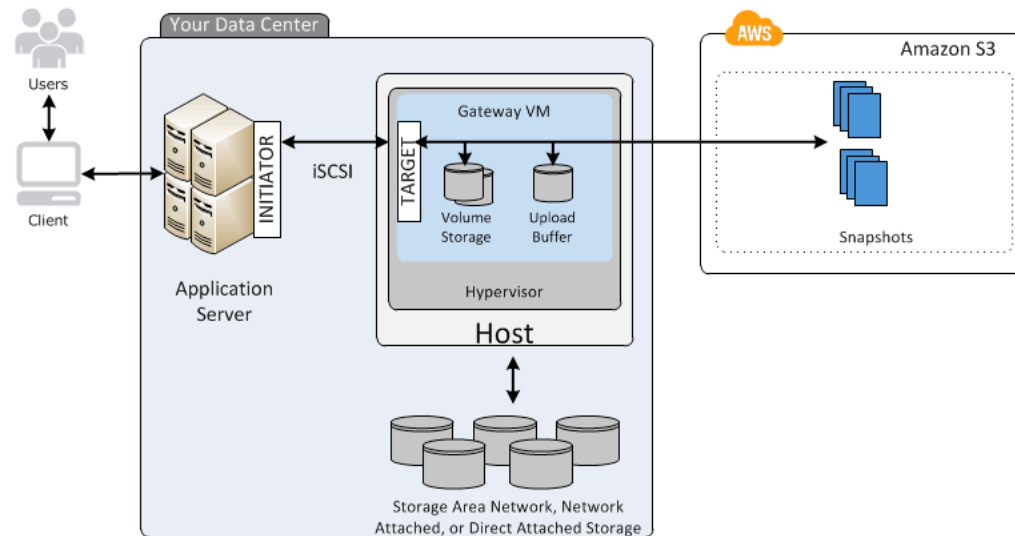 Your Data Center
AWS
Amazon S3
Users
Gateway VM
INITIATOR
iSCSI
TARGET
Client
Volume
Storage
Upload
Buffer
Snapshots
Application
Server
Hypervisor
Host
Storage Area Network, Network
Attached, or Direct Attached Storage